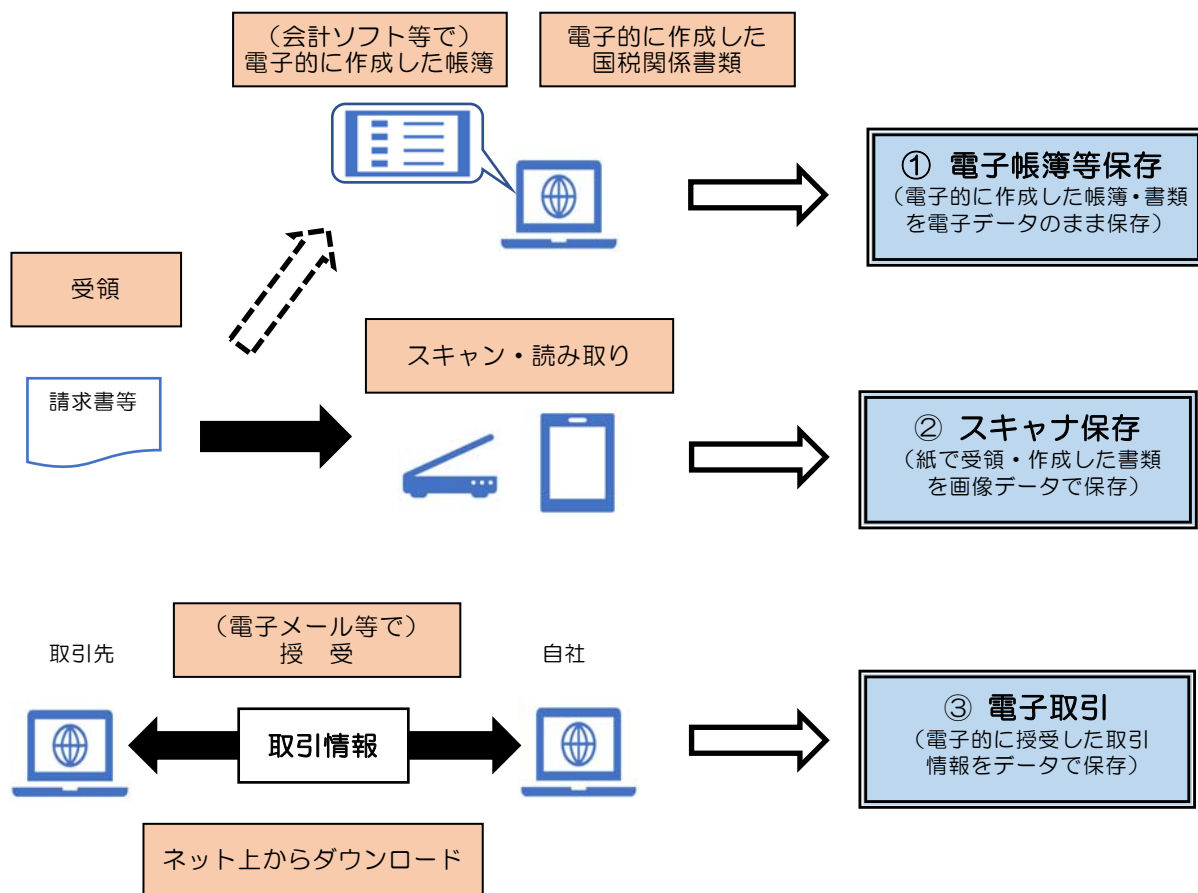 （会計ソフト等で）
電子的に作成した帳簿
電子的に作成した
国税関係書類
① 電子帳簿等保存
（電子的に作成した帳簿・書類
を電子データのまま保存）
受領
スキャン・読み取り
請求書等
② スキャナ保存
（紙で受領・作成した書類
を画像データで保存）
（電子メール等で）
授　受
取引先
自社
取引情報
③ 電子取引
（電子的に授受した取引
情報をデータで保存）
ネット上からダウンロード